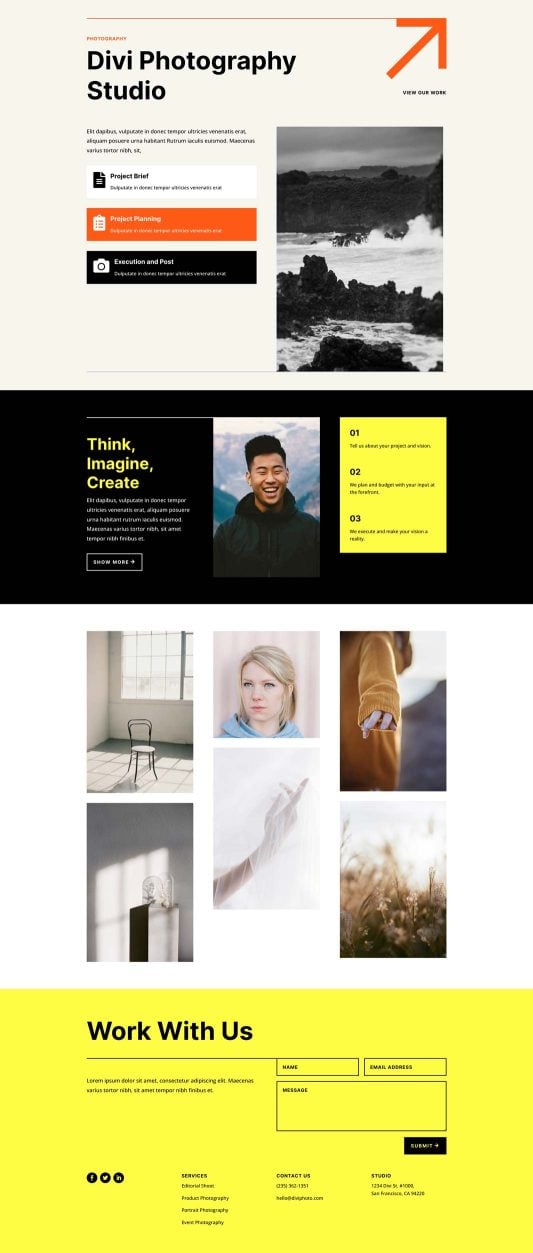 PHOTOGRAPHY
Divi Photography
Studio
VIEW OUR WORK
Elit dapibus, vulputate in donec tempor ultricies venenatis erat,
aliquam posuere urna habitant Rutrum iaculis euismod. Maecenas
varius tortor nibh, sit,
Project Brief
Dulputate in donec tempor ultricies venenatis erat
Project Planning
Dulputate in donec tempor ultricies venenatis erat
Execution and Post
Dulputate in donec tempor ultricies venenatis erat
Think,
Imagine,
Create
Elit dapibus, vulputate in donec tempor
ultricies venenatis erat, aliquam posuere
urna habitant rutrum iaculis euismod.
Maecenas varius tortor nibh, sit amet
tempor nibh finibus et.
SHOW MORE →
01
Tell us about your project and vision.
02
We plan and budget with your input at
the forefront.
03
We execute and make your vision a
reality.
Work With Us
Lorem ipsum dolor sit amet, consectetur adipiscing elit. Maecenas
varius tortor nibh, sit amet tempor nibh finibus et.
NAME
EMAIL ADDRESS
MESSAGE
SUBMIT →
SERVICES
Editorial Shoot
Product Photography
Portrait Photography
Event Photography
CONTACT US
(235) 362-1351
hello@diviphoto.com
STUDIO
1234 Divi St. #1000,
San Francisco, CA 94220